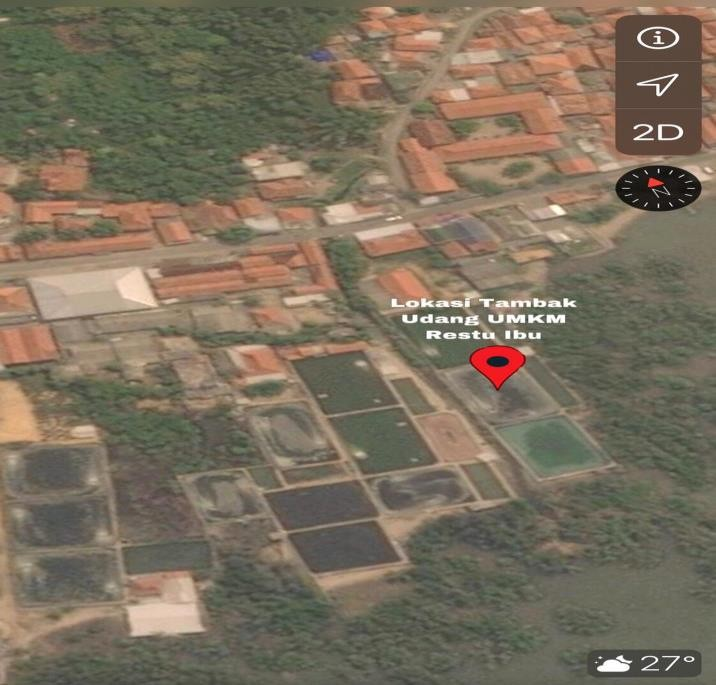 2D
Lokasi Tambak
Udang UMKM
Restu Ibu
27°